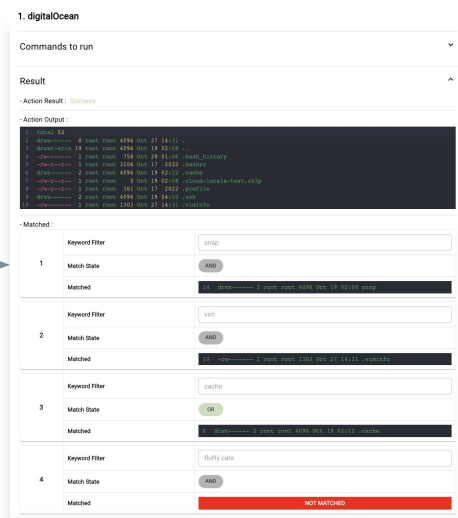 1. digitalOcean
Commands to run
Result
- Action Result : Success
- Action Output :
1 total 52
2 drwx------ 8 root root 4096 Oct 27 14:31 .
3 drwxr-xr-x 19 root root 4096 Oct 19 02:08 ..
4 -rw------- 1 root root 758 Oct 28 01:06 .bash_history
5 -rw-r--r-- 1 root root 3106 Oct 17 2022 .bashrc
6 drwx------ 2 root root 4096 Oct 19 02:12 .cache
7 -rw-r--r-- 1 root root 0 Oct 19 02:08 .cloud-locale-test.skip
8 -rw-r--r-- 1 root root 161 Oct 17 2022 .profile
9 drwx------ 2 root root 4096 Oct 19 04:10 .ssh
10 -rw------- 1 root root 1303 Oct 27 14:31 .viminfo
- Matched :
Keyword Filter snap
1 Match State AND
Matched 14 drwx------ 3 root root 4096 Oct 19 02:09 snap
Keyword Filter vim
2 Match State AND
Matched 10 -rw------- 1 root root 1303 Oct 27 14:31 .viminfo
Keyword Filter cache
3 Match State OR
Matched 6 drwx------ 2 root root 4096 Oct 19 02:12 .cache
Keyword Filter fluffy cats
4 Match State AND
Matched NOT MATCHED